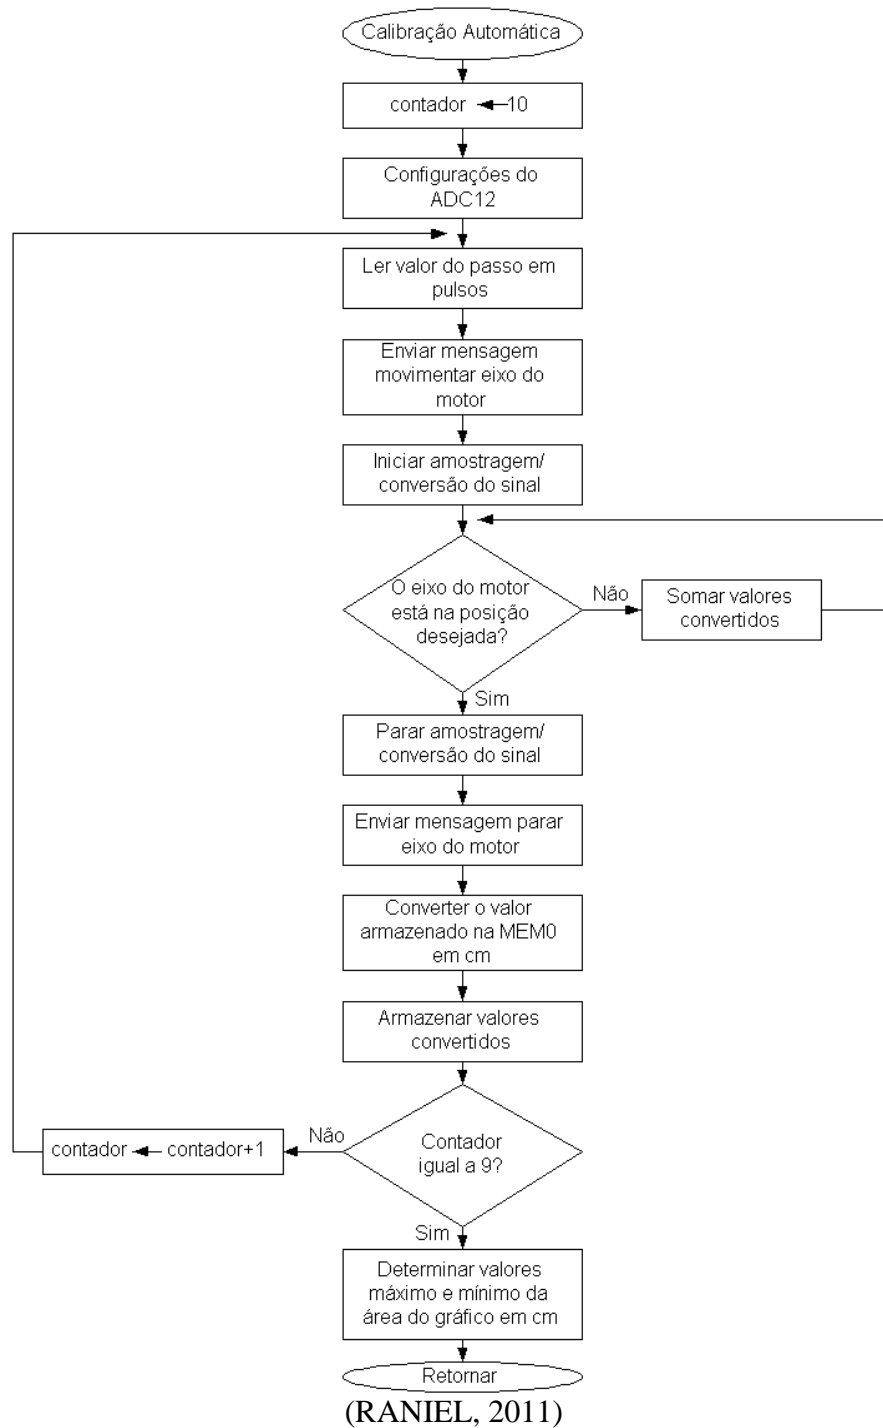 Calibração Automática
contador ← 10
Configurações do
ADC12
Ler valor do passo em
pulsos
Enviar mensagem
movimentar eixo do
motor
Iniciar amostragem/
conversão do sinal
O eixo do motor
está na posição
desejada?
Não
Somar valores
convertidos
Sim
Parar amostragem/
conversão do sinal
Enviar mensagem parar
eixo do motor
Converter o valor
armazenado na MEM0
em cm
Armazenar valores
convertidos
Contador
igual a 9?
Não
contador ← contador+1
Sim
Determinar valores
máximo e mínimo da
área do gráfico em cm
Retornar
(RANIEL, 2011)